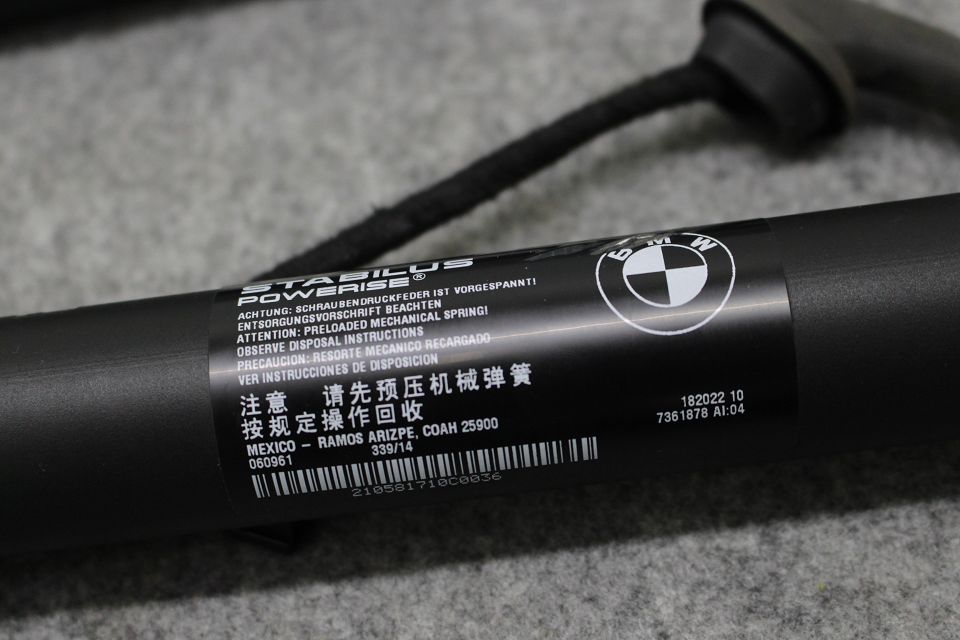 STABILUS
POWERISE®
ACHTUNG: SCHRAUBENDRUCKFEDER IST VORGESPANNT!
ENTSORGUNGSVORSCHRIFT BEACHTEN
ATTENTION: PRELOADED MECHANICAL SPRING!
OBSERVE DISPOSAL INSTRUCTIONS
PRECAUCION: RESORTE MECANICO RECARGADO
VER INSTRUCCIONES DE DISPOSICION
注意 请先预压机械弹簧
按规定操作回收
MEXICO - RAMOS ARIZPE, COAH 25900
060961 339/14
210581710C0036
BMW
182022 10
7361878 AI:04